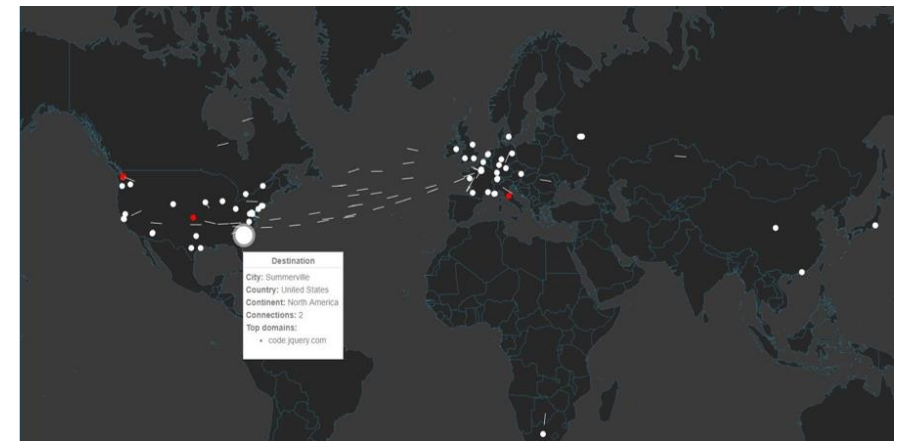 Destination
City: Summerville
Country: United States
Continent: North America
Connections: 2
Top domains:
• code.jquery.com